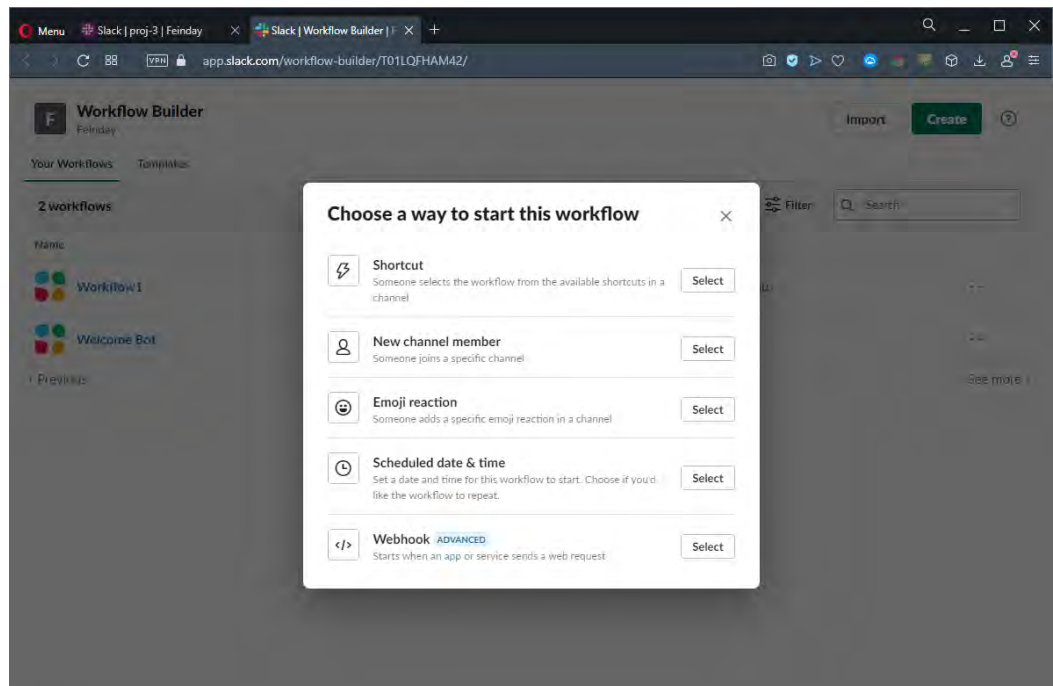 Menu
Slack | proj-3 | Feinday
Slack | Workflow Builder | F
VPN
app.slack.com/workflow-builder/T01LQFHAM42/
F
Workflow Builder
Feinday
Import
Create
Your Workflows
Templates
2 workflows
Filter
Search
Name
Workflow1
Welcome Bot
‹ Previous
See more ›
Choose a way to start this workflow
Shortcut
Someone selects the workflow from the available shortcuts in a
channel
Select
New channel member
Someone joins a specific channel
Select
Emoji reaction
Someone adds a specific emoji reaction in a channel
Select
Scheduled date & time
Set a date and time for this workflow to start. Choose if you'd
like the workflow to repeat.
Select
</> Webhook ADVANCED
Starts when an app or service sends a web request
Select